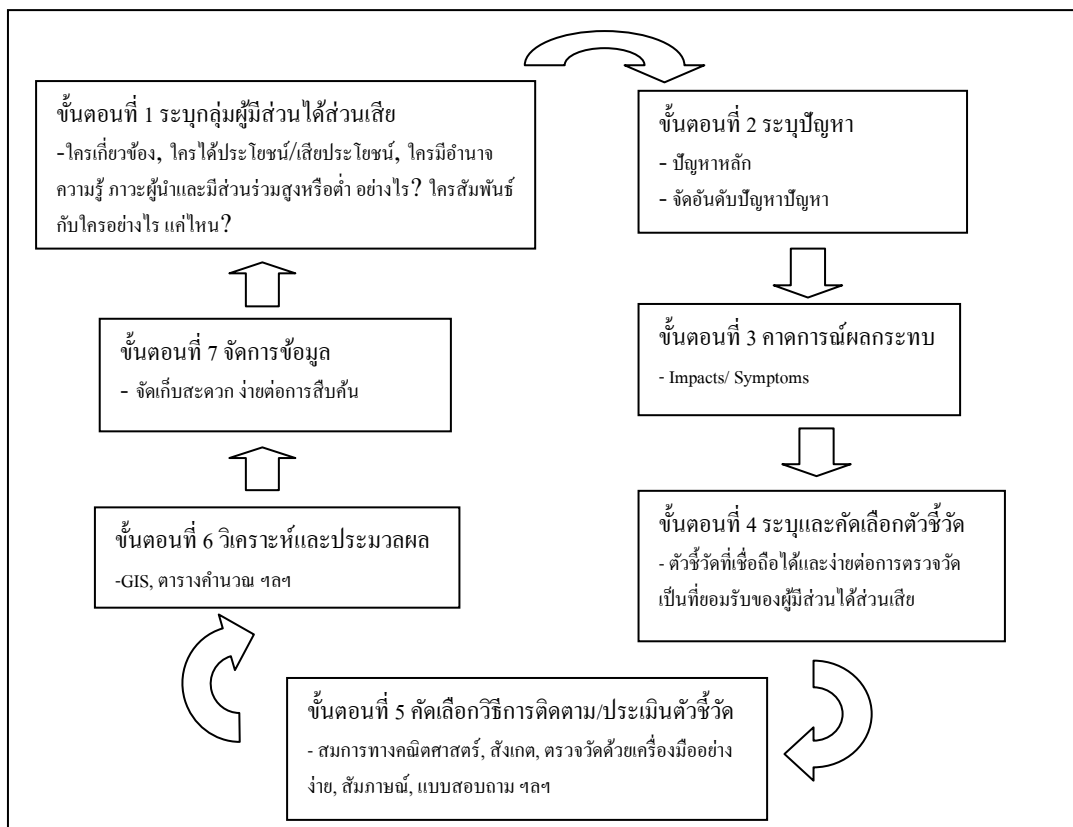 ขั้นตอนที่ 1 ระบุกลุ่มผู้มีส่วนได้ส่วนเสีย
-ใครเกี่ยวข้อง, ใครได้ประโยชน์/เสียประโยชน์, ใครมีอำนาจ
ความรู้ ภาวะผู้นำและมีส่วนร่วมสูงหรือต่ำ อย่างไร? ใครสัมพันธ์
กับใครอย่างไร แค่ไหน?
ขั้นตอนที่ 2 ระบุปัญหา
- ปัญหาหลัก
- จัดอันดับปัญหาปัญหา
ขั้นตอนที่ 3 คาดการณ์ผลกระทบ
- Impacts/ Symptoms
ขั้นตอนที่ 4 ระบุและคัดเลือกตัวชี้วัด
- ตัวชี้วัดที่เชื่อถือได้และง่ายต่อการตรวจวัด
เป็นที่ยอมรับของผู้มีส่วนได้ส่วนเสีย
ขั้นตอนที่ 5 คัดเลือกวิธีการติดตาม/ประเมินตัวชี้วัด
- สมการทางคณิตศาสตร์, สังเกต, ตรวจวัดด้วยเครื่องมืออย่าง
ง่าย, สัมภาษณ์, แบบสอบถาม ฯลฯ
ขั้นตอนที่ 6 วิเคราะห์และประมวลผล
-GIS, ตารางคำนวณ ฯลฯ
ขั้นตอนที่ 7 จัดการข้อมูล
- จัดเก็บสะดวก ง่ายต่อการสืบค้น